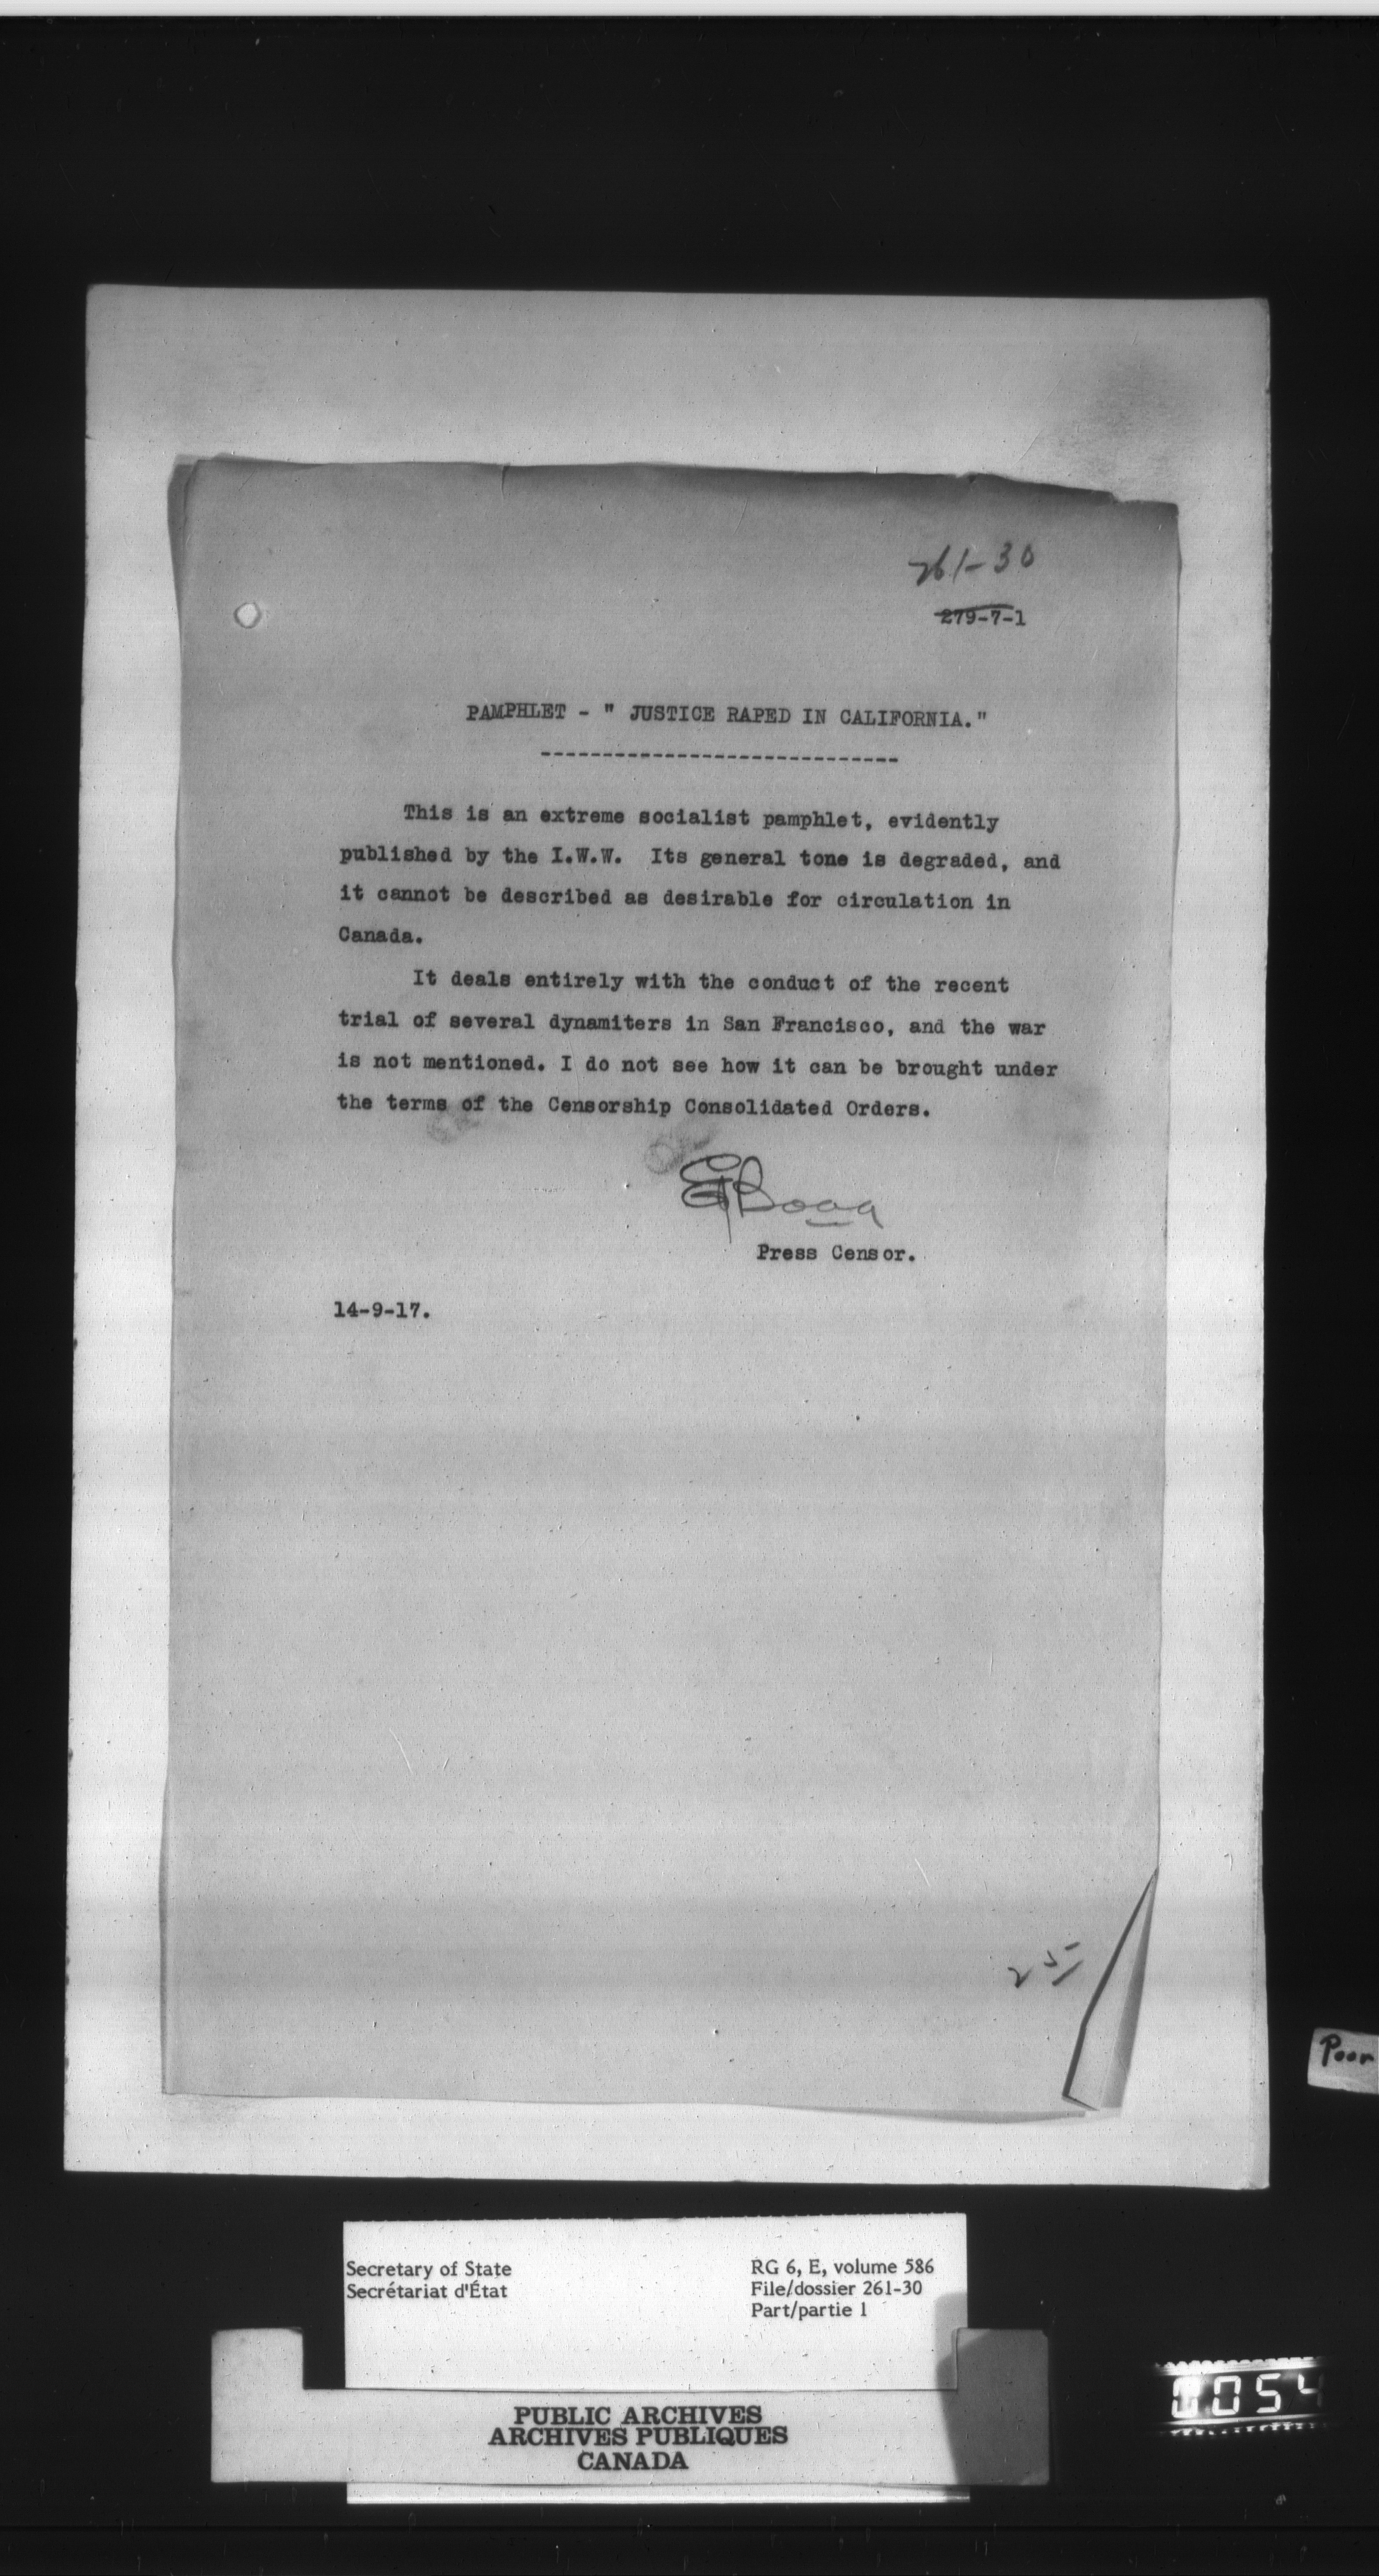 261-30
279-7-1
PAMPHLET - " JUSTICE RAPED IN CALIFORNIA."
-----------------------------
This is an extreme socialist pamphlet, evidently
published by the I.W.W. Its general tone is degraded, and
it cannot be described as desirable for circulation in
Canada.
It deals entirely with the conduct of the recent
trial of several dynamiters in San Francisco, and the war
is not mentioned. I do not see how it can be brought under
the terms of the Censorship Consolidated Orders.
Press Censor.
14-9-17.
25
Poor
Secretary of State
Secrétariat d'État
RG 6, E, volume 586
File/dossier 261-30
Part/partie 1
PUBLIC ARCHIVES
ARCHIVES PUBLIQUES
CANADA
054